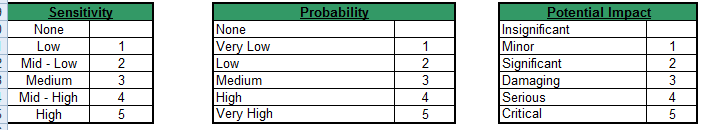 Sensitivity Probability Potential Impact
None None Insignificant
Low 1 Very Low 1 Minor 1
Mid - Low 2 Low 2 Significant 2
Medium 3 Medium 3 Damaging 3
Mid - High 4 High 4 Serious 4
High 5 Very High 5 Critical 5